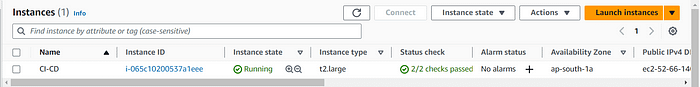 Instances (1) Info
Connect Instance state Actions Launch instances
Find instance by attribute or tag (case-sensitive)
1
Name Instance ID Instance state Instance type Status check Alarm status Availability Zone Public IPv4
CI-CD i-065c10200537a1eee Running t2.large 2/2 checks passed No alarms ap-south-1a ec2-52-66-14